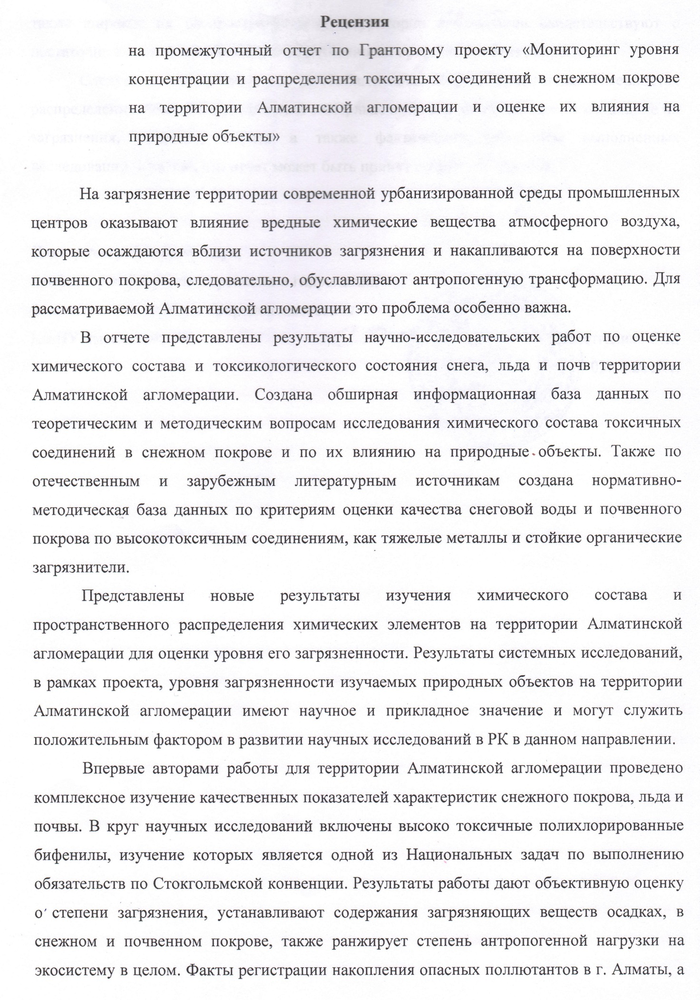 Рецензия
на промежуточный отчет по Грантовому проекту «Мониторинг уровня
концентрации и распределения токсичных соединений в снежном покрове
на территории Алматинской агломерации и оценке их влияния на
природные объекты»
На загрязнение территории современной урбанизированной среды промышленных
центров оказывают влияние вредные химические вещества атмосферного воздуха,
которые осаждаются вблизи источников загрязнения и накапливаются на поверхности
почвенного покрова, следовательно, обуславливают антропогенную трансформацию. Для
рассматриваемой Алматинской агломерации это проблема особенно важна.
В отчете представлены результаты научно-исследовательских работ по оценке
химического состава и токсикологического состояния снега, льда и почв территории
Алматинской агломерации. Создана обширная информационная база данных по
теоретическим и методическим вопросам исследования химического состава токсичных
соединений в снежном покрове и по их влиянию на природные объекты. Также по
отечественным и зарубежным литературным источникам создана нормативно-
методическая база данных по критериям оценки качества снеговой воды и почвенного
покрова по высокотоксичным соединениям, как тяжелые металлы и стойкие органические
загрязнители.
Представлены новые результаты изучения химического состава и
пространственного распределения химических элементов на территории Алматинской
агломерации для оценки уровня его загрязненности. Результаты системных исследований,
в рамках проекта, уровня загрязненности изучаемых природных объектов на территории
Алматинской агломерации имеют научное и прикладное значение и могут служить
положительным фактором в развитии научных исследований в РК в данном направлении.
Впервые авторами работы для территории Алматинской агломерации проведено
комплексное изучение качественных показателей характеристик снежного покрова, льда и
почвы. В круг научных исследований включены высоко токсичные полихлорированные
бифенилы, изучение которых является одной из Национальных задач по выполнению
обязательств по Стокгольмской конвенции. Результаты работы дают объективную оценку
о степени загрязнения, устанавливают содержания загрязняющих веществ осадках, в
снежном и почвенном покрове, также ранжирует степень антропогенной нагрузки на
экосистему в целом. Факты регистрации накопления опасных поллютантов в г. Алматы, а